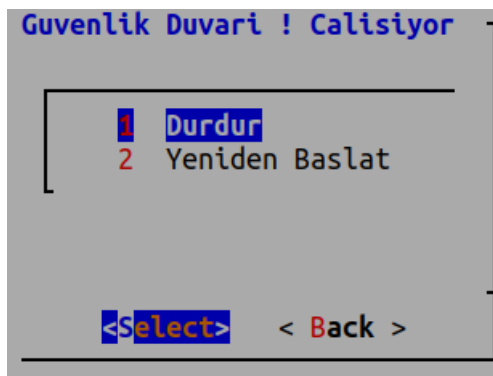 Guvenlik Duvari ! Calisiyor
1 Durdur
2 Yeniden Baslat
<Select> < Back >